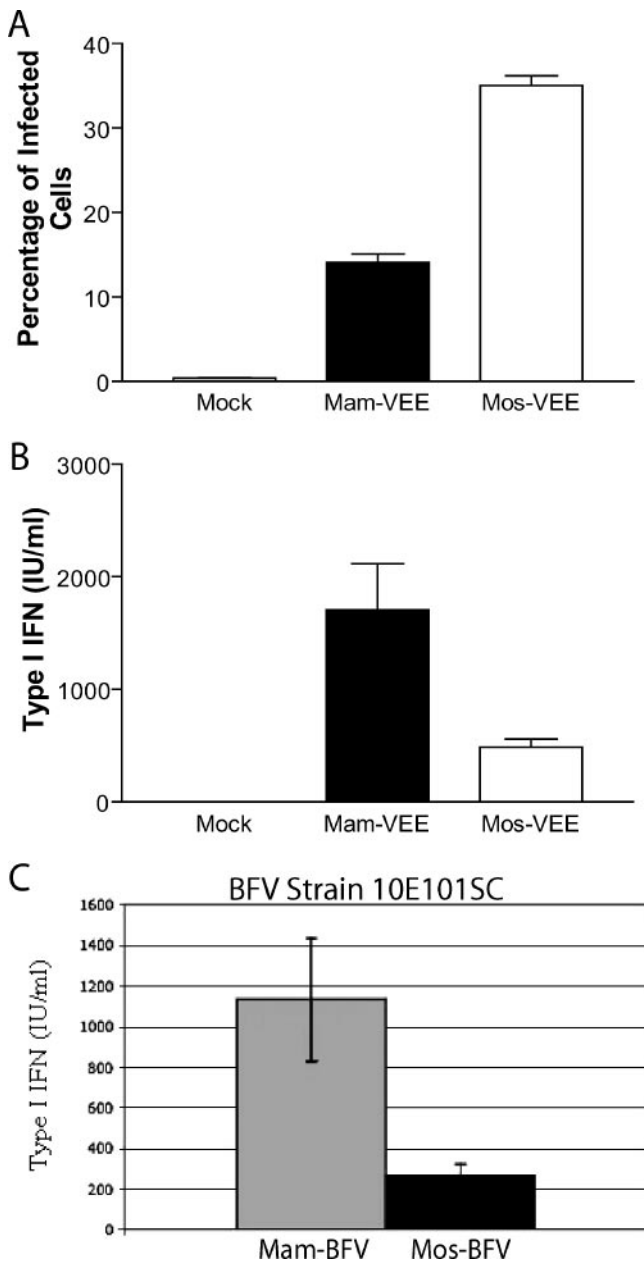 A
Percentage of Infected
Cells
40
30
20
10
0
Mock Mam-VEE Mos-VEE
B
Type I IFN (IU/ml)
3000
2000
1000
0
Mock Mam-VEE Mos-VEE
C
BFV Strain 10E101SC
Type I IFN (IU/ml)
1600
1400
1200
1000
800
600
400
200
0
Mam-BFV Mos-BFV